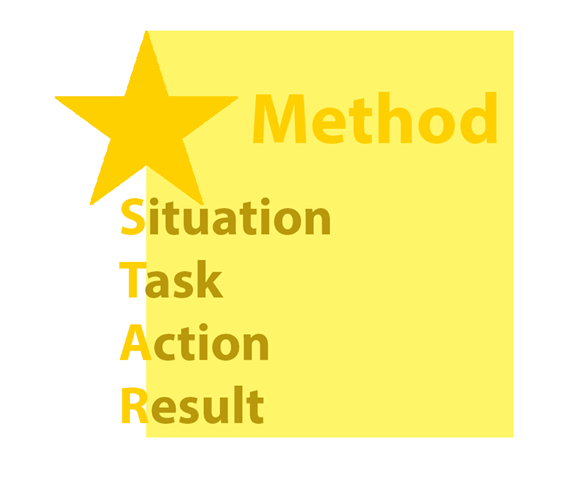 Method
Situation
Task
Action
Result